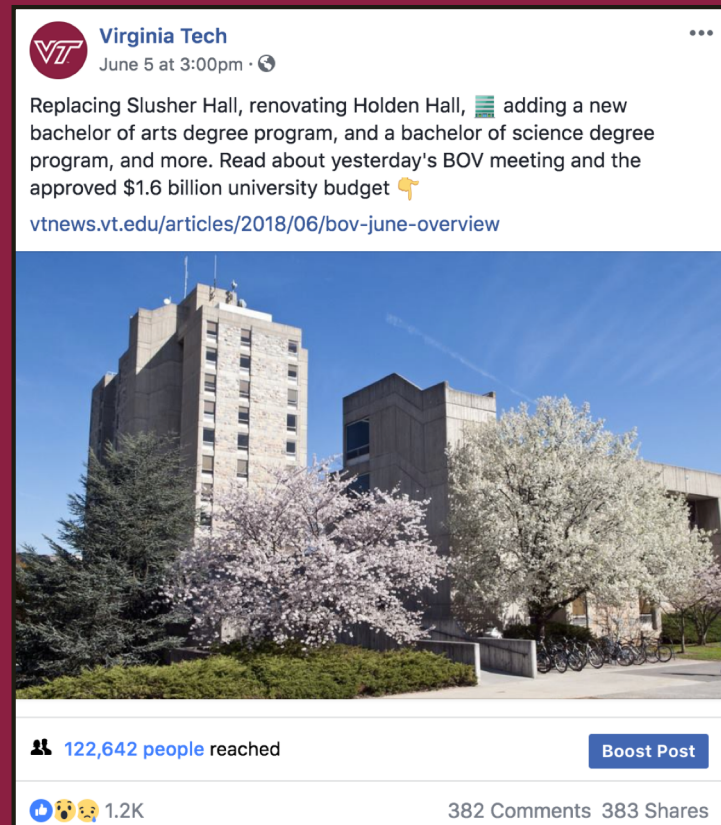 VT
Virginia Tech
June 5 at 3:00pm ·
Replacing Slusher Hall, renovating Holden Hall, adding a new
bachelor of arts degree program, and a bachelor of science degree
program, and more. Read about yesterday's BOV meeting and the
approved $1.6 billion university budget 👇
vtnews.vt.edu/articles/2018/06/bov-june-overview
122,642 people reached
Boost Post
1.2K
382 Comments 383 Shares